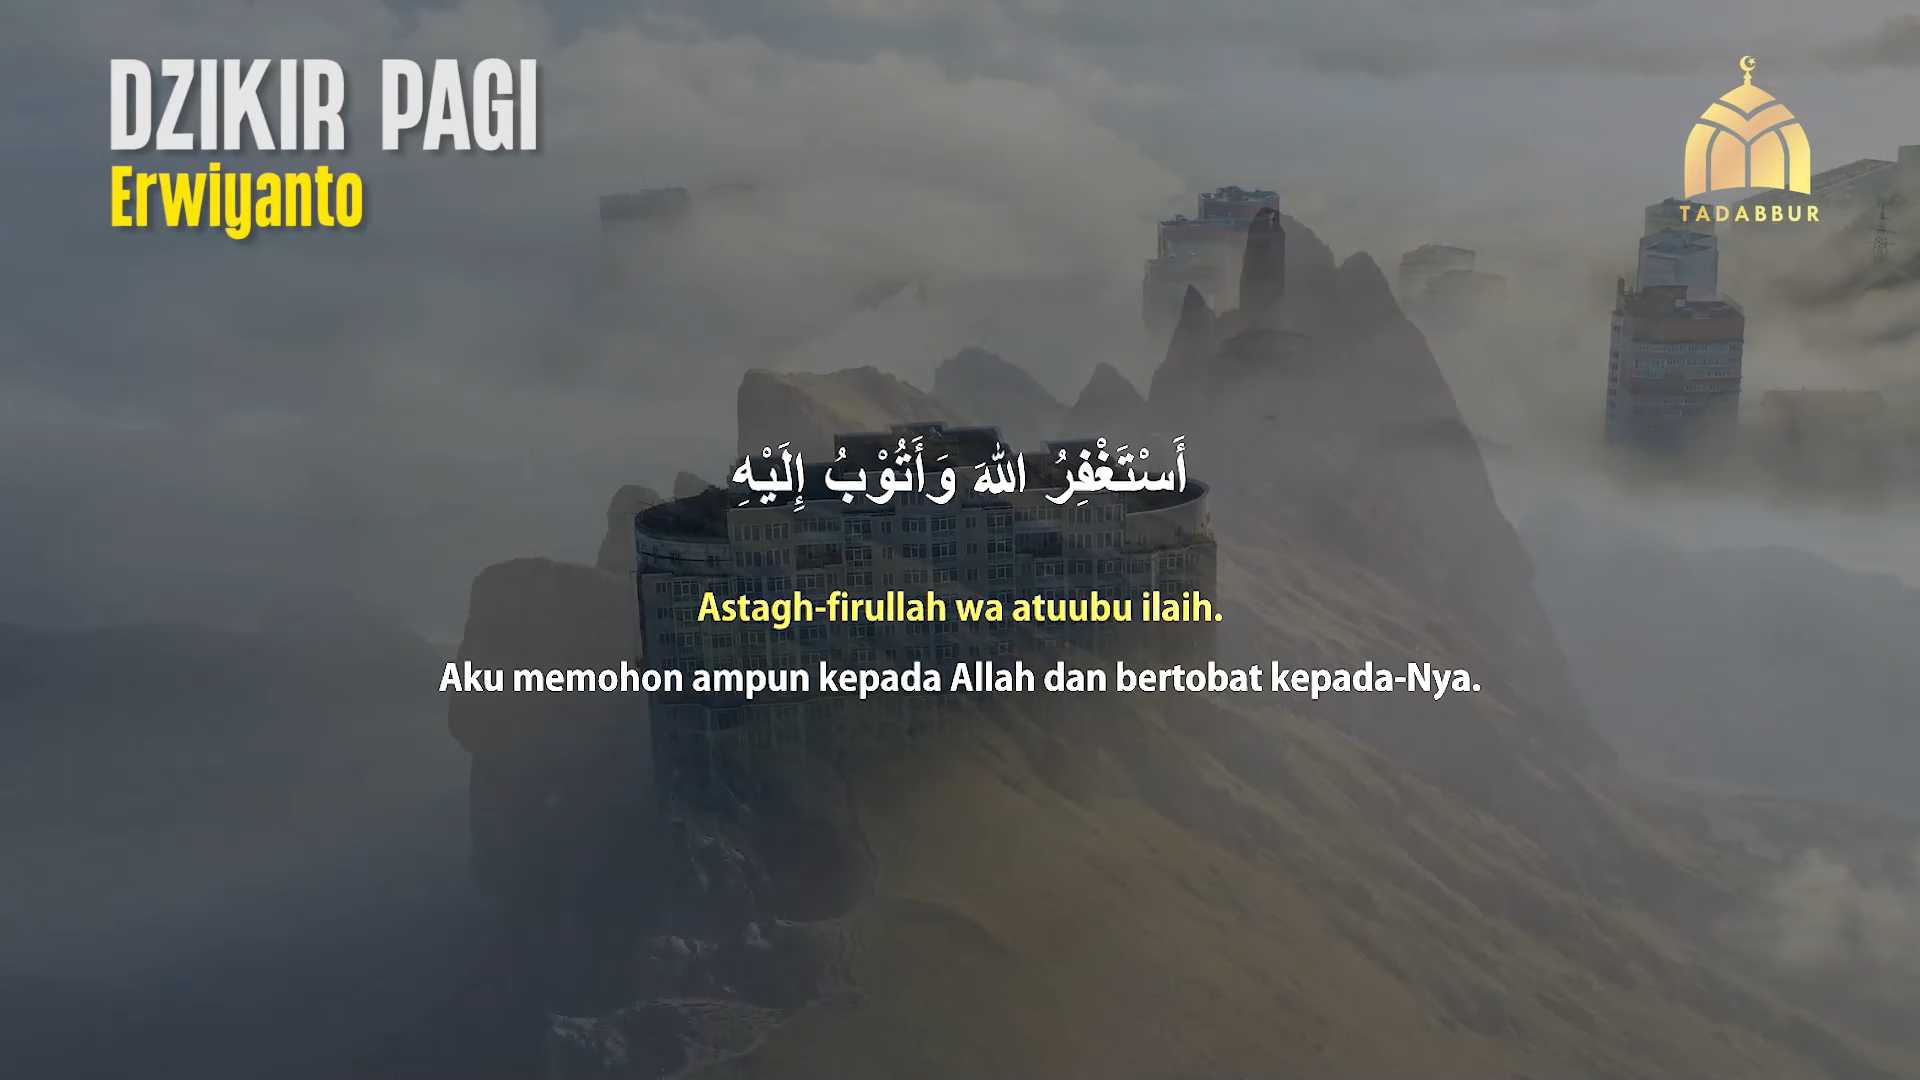 DZIKIR PAGI
Erwiyanto
TADABBUR
أَسْتَغْفِرُ اللهَ وَأَتُوْبُ إِلَيْهِ
Astagh-firullah wa atuubu ilaih.
Aku memohon ampun kepada Allah dan bertobat kepada-Nya.